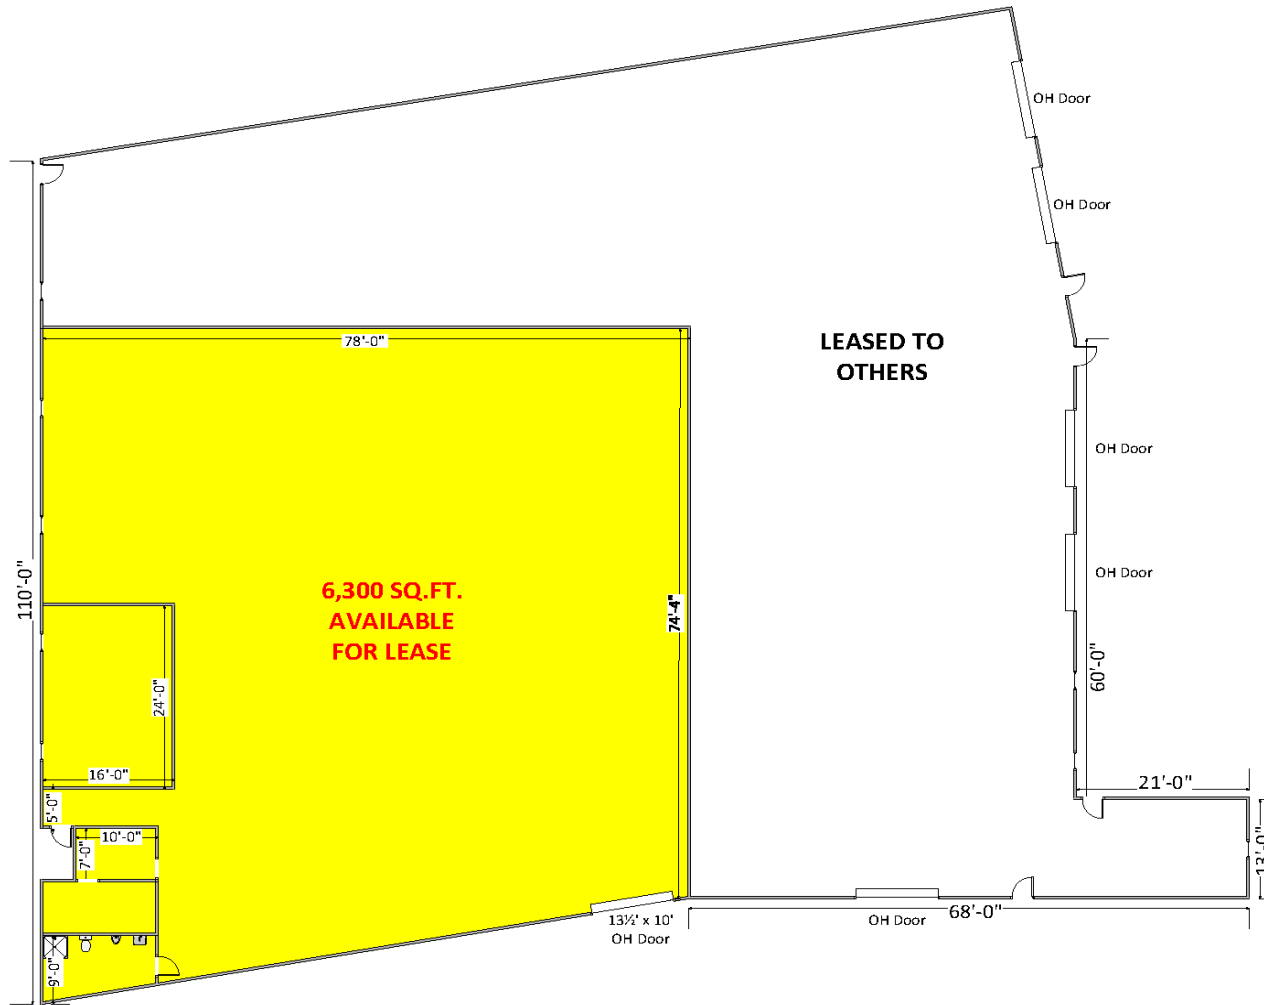 OH Door
OH Door
78'-0"
LEASED TO
OTHERS
OH Door
OH Door
110'-0"
6,300 SQ.FT.
AVAILABLE
FOR LEASE
74'-4"
60'-0"
24'-0"
16'-0"
5'-0"
10'-0"
7'-0"
21'-0"
13'-0"
13½' x 10'
OH Door
OH Door
68'-0"
9'-0"